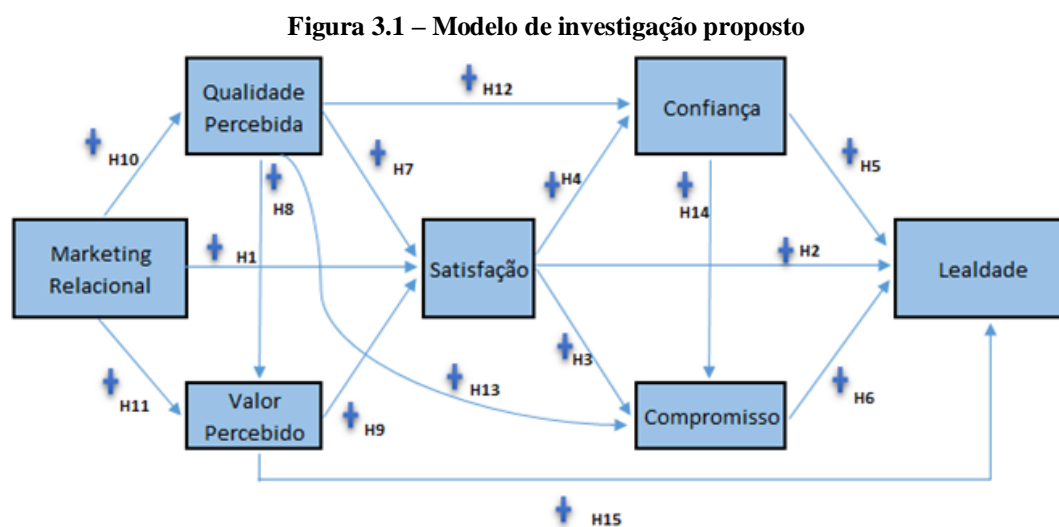 Figura 3.1 – Modelo de investigação proposto
Qualidade
Percebida
H12
Confiança
H10
H7
H8
H4
H5
H14
Marketing
Relacional
H1
Satisfação
H2
Lealdade
H11
H3
Valor
Percebido
H9
H13
Compromisso
H6
H15